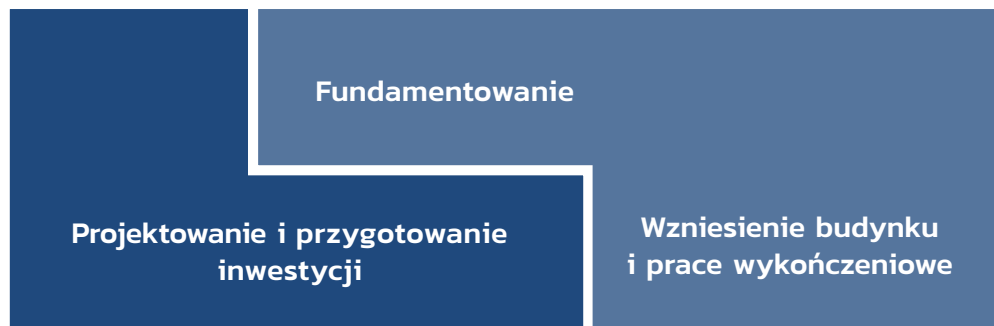 Fundamentowanie
Projektowanie i przygotowanie
inwestycji
Wzniesienie budynku
i prace wykończeniowe